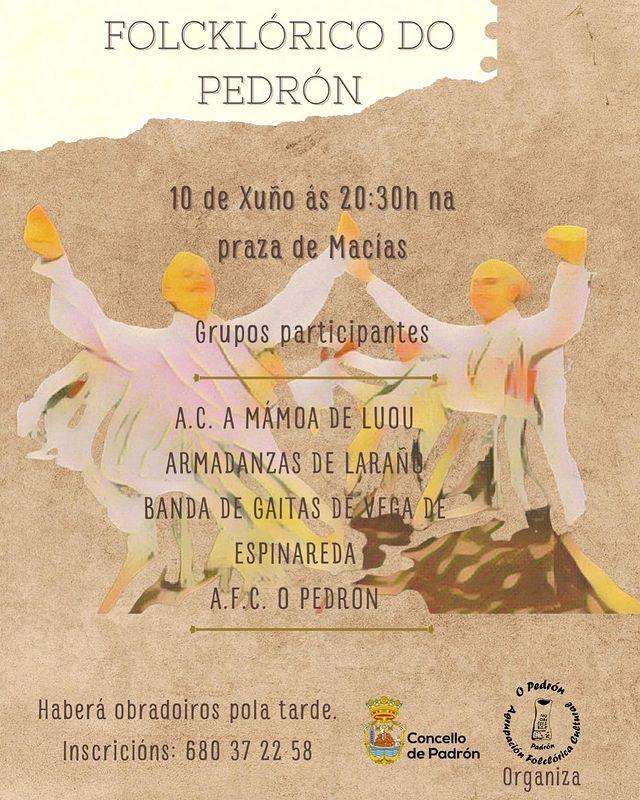 FOLCKLÓRICO DO
PEDRÓN
10 de Xuño ás 20:30h na
praza de Macías
Grupos participantes
A.C. A MÁMOA DE LUOU
ARMADANZAS DE LARAÑO
BANDA DE GAITAS DE VEGA DE
ESPINAREDA
A.F.C. O PEDRÓN
Haberá obradoiros pola tarde.
Inscricións: 680 37 22 58
Concello
de Padrón
O Pedrón
Agrupación Folclórica Cultural
Padrón
Organiza